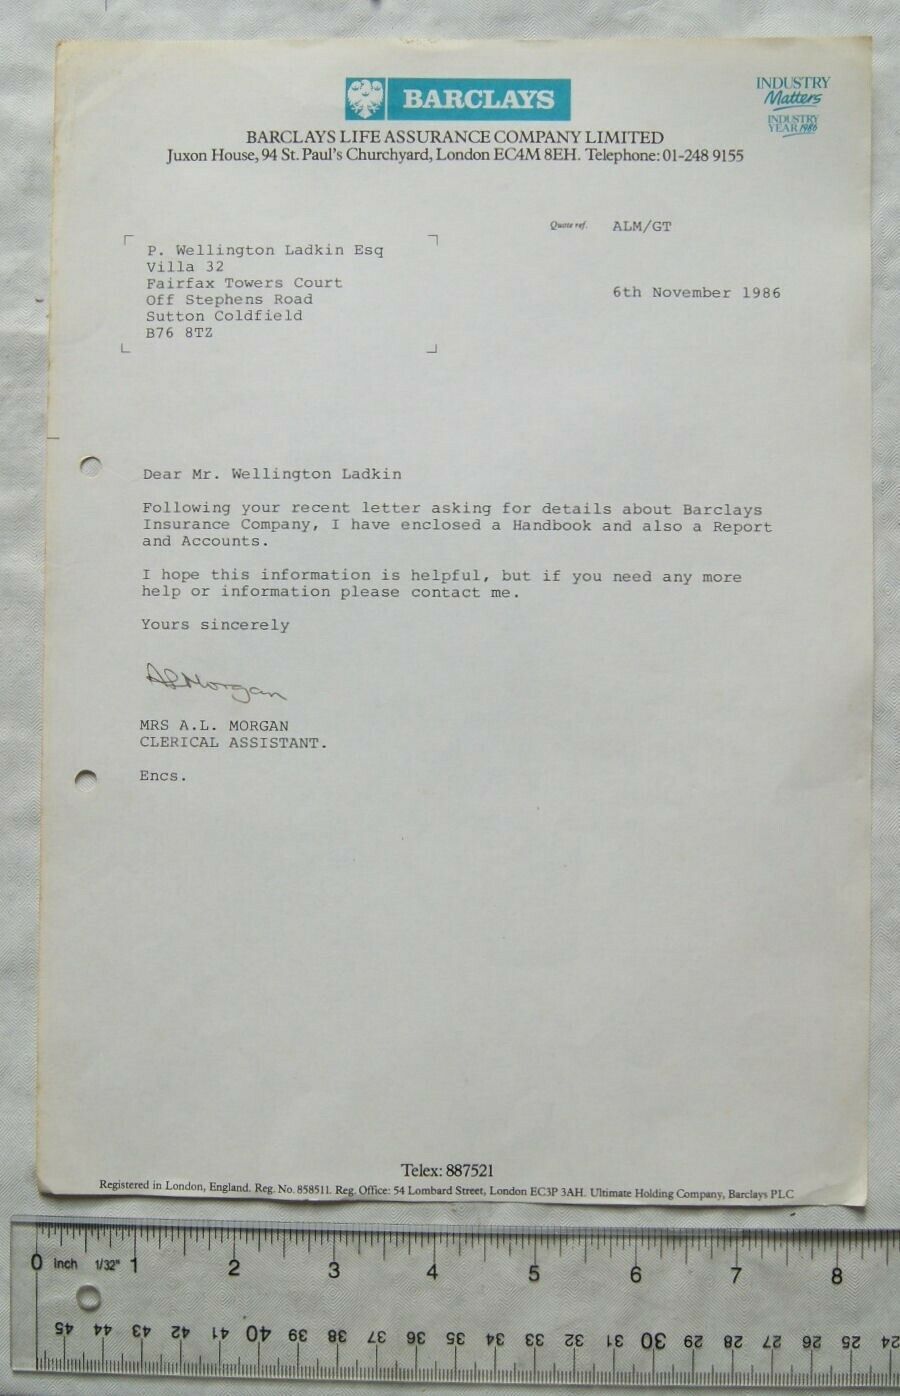 BARCLAYS
INDUSTRY
Matters
INDUSTRY
YEAR 1986
BARCLAYS LIFE ASSURANCE COMPANY LIMITED
Juxon House, 94 St. Paul's Churchyard, London EC4M 8EH. Telephone: 01-248 9155
Quote ref. ALM/GT
P. Wellington Ladkin Esq
Villa 32
Fairfax Towers Court
Off Stephens Road
Sutton Coldfield
B76 8TZ
6th November 1986
Dear Mr. Wellington Ladkin
Following your recent letter asking for details about Barclays
Insurance Company, I have enclosed a Handbook and also a Report
and Accounts.
I hope this information is helpful, but if you need any more
help or information please contact me.
Yours sincerely
ALMorgan
MRS A.L. MORGAN
CLERICAL ASSISTANT.
Encs.
Telex: 887521
Registered in London, England. Reg. No. 858511. Reg. Office: 54 Lombard Street, London EC3P 3AH. Ultimate Holding Company, Barclays PLC
0 Inch 1/32" 1 2 3 4 5 6 7 8
45 44 43 42 41 40 39 38 37 36 35 34 33 32 31 30 29 28 27 26 25 24